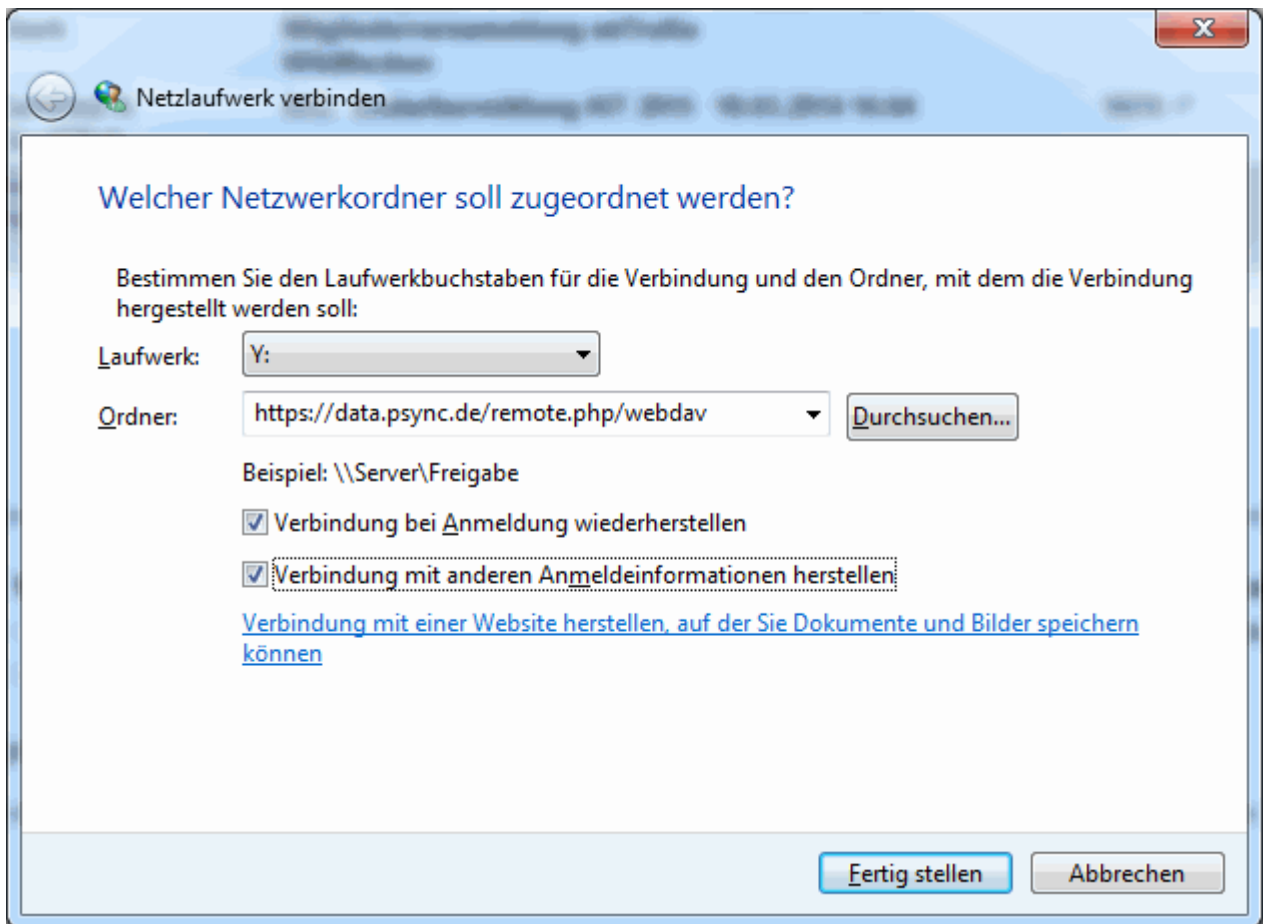 Netzlaufwerk verbinden
Welcher Netzwerkordner soll zugeordnet werden?
Bestimmen Sie den Laufwerkbuchstaben für die Verbindung und den Ordner, mit dem die Verbindung
hergestellt werden soll:
Laufwerk: Y:
Ordner: https://data.psync.de/remote.php/webdav Durchsuchen...
Beispiel: \\Server\Freigabe
Verbindung bei Anmeldung wiederherstellen
Verbindung mit anderen Anmeldeinformationen herstellen
Verbindung mit einer Website herstellen, auf der Sie Dokumente und Bilder speichern
können
Fertig stellen Abbrechen